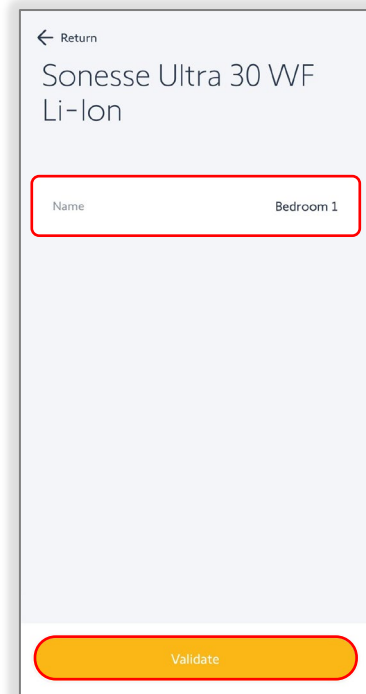 ← Return
Sonesse Ultra 30 WF
Li-Ion
Name Bedroom 1
Validate